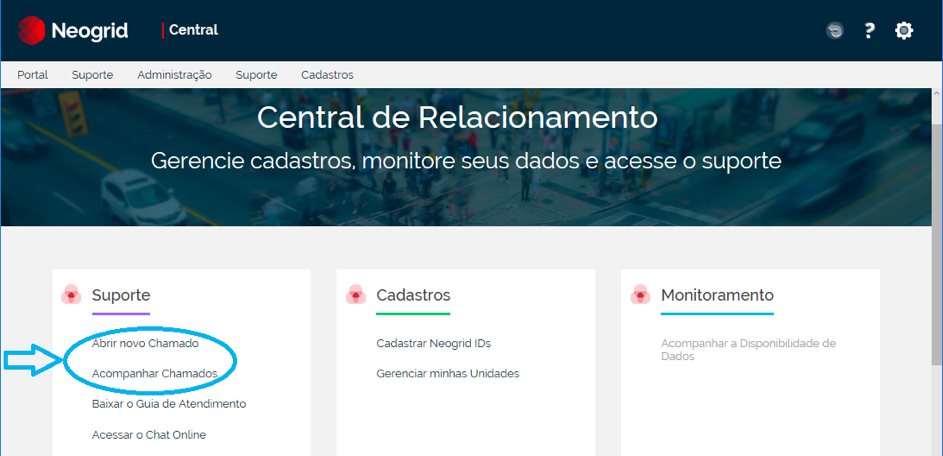 Neogrid
Central
?
Portal Suporte Administração Suporte Cadastros
Central de Relacionamento
Gerencie cadastros, monitore seus dados e acesse o suporte
Suporte
Abrir novo Chamado
Acompanhar Chamados
Baixar o Guia de Atendimento
Acessar o Chat Online
Cadastros
Cadastrar Neogrid IDs
Gerenciar minhas Unidades
Monitoramento
Acompanhar a Disponibilidade de
Dados